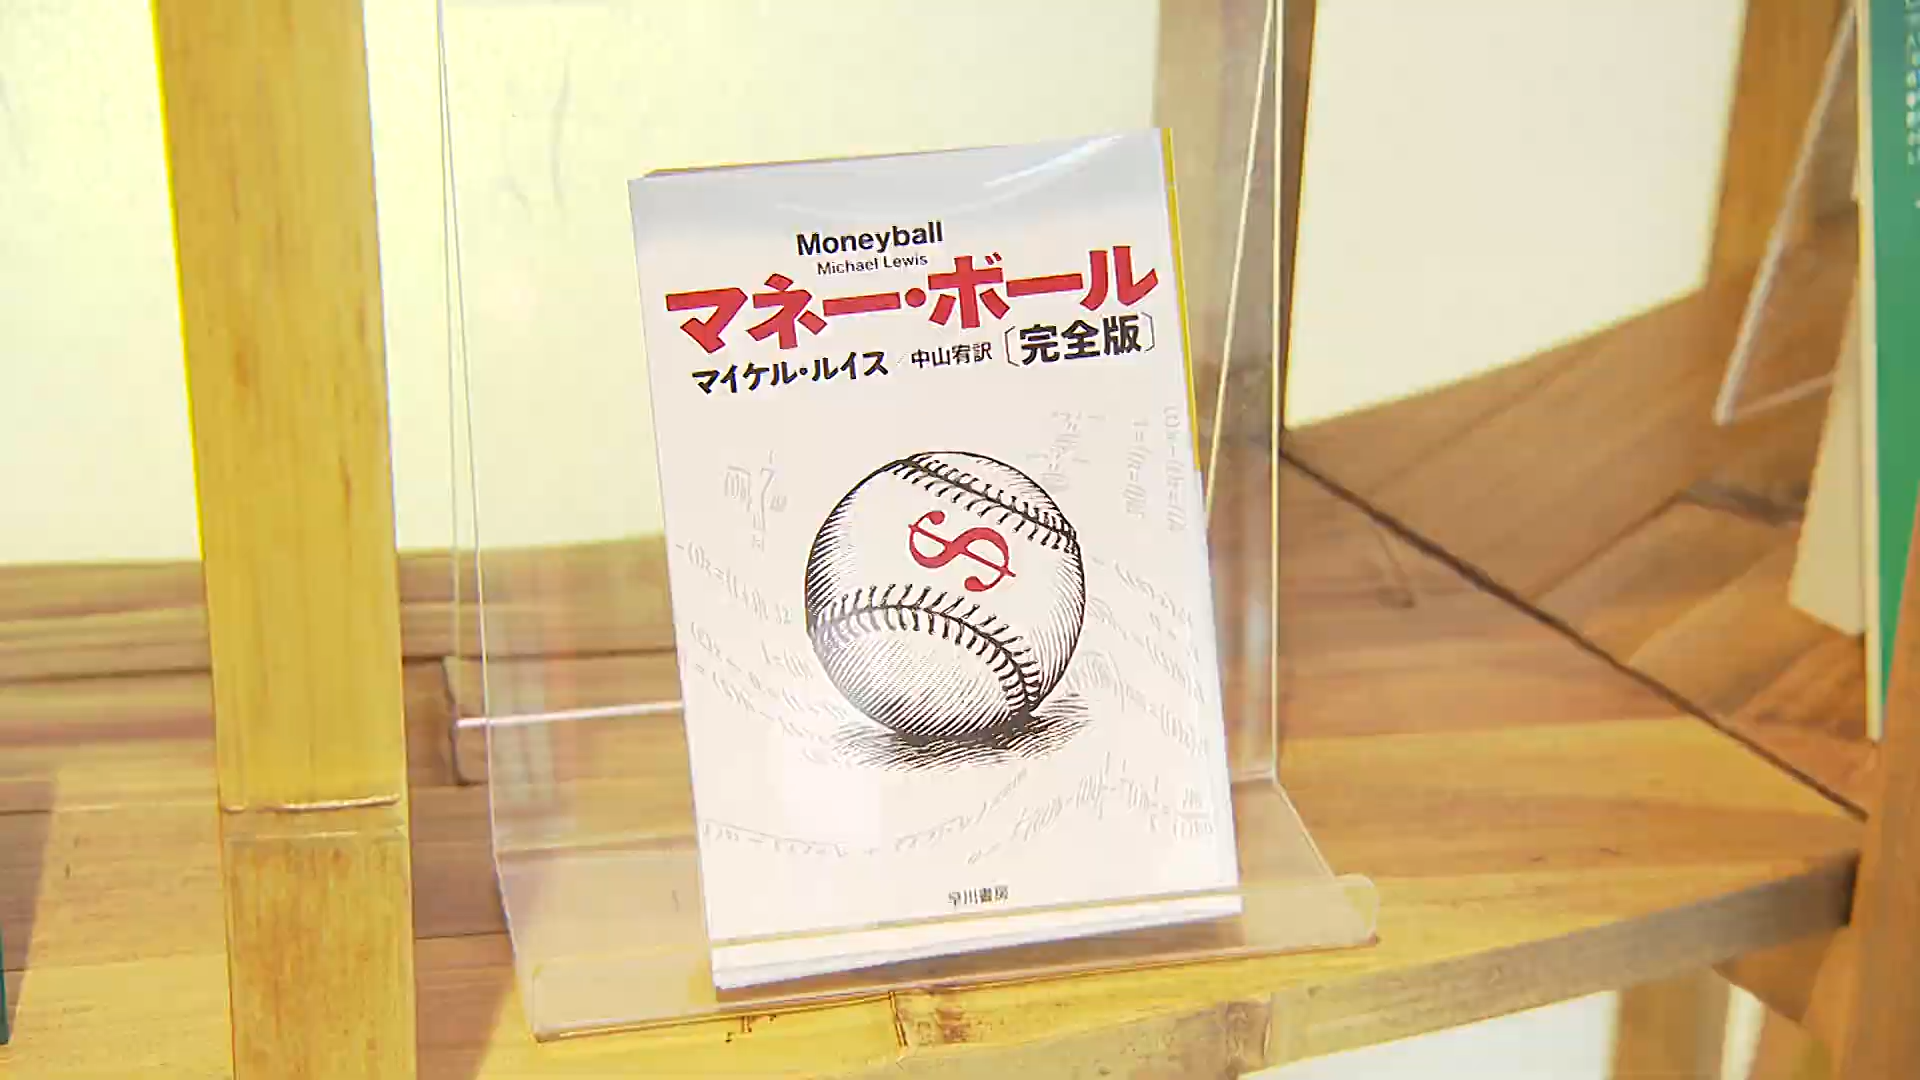 Moneyball
Michael Lewis
マネー・ボール
マイケル・ルイス／中山宥訳〔完全版〕
$
早川書房